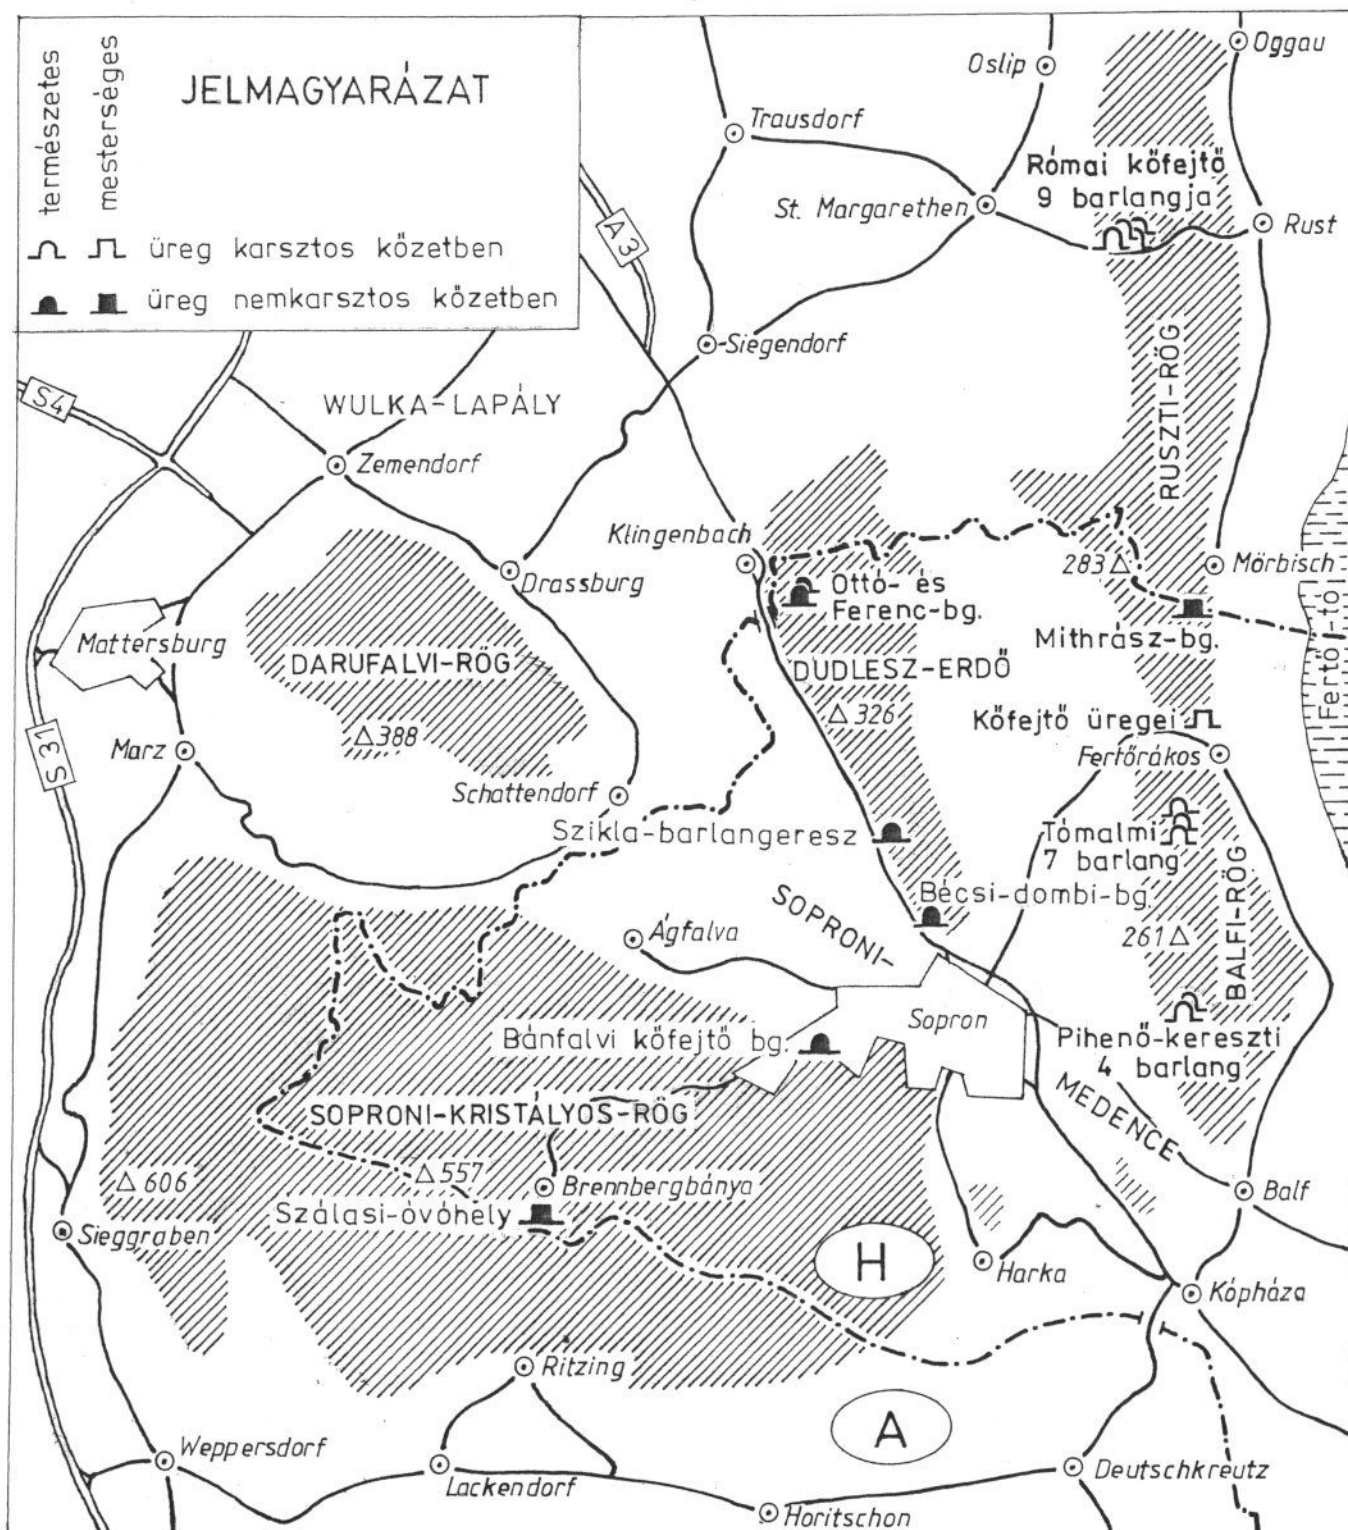 JELMAGYARÁZAT
természetes
mesterséges
üreg karsztos kőzetben
üreg nemkarsztos kőzetben
Oggau
Oslip
Trausdorf
Római kőfejtő
9 barlangja
St. Margarethen
Rust
A3
Siegendorf
RUSZTI-RÖG
S4
WULKA-LAPÁLY
Zemendorf
Klingenbach
283
Mörbisch
Drassburg
Ottó- és
Ferenc-bg.
Mithrász-bg.
Fertő-tó
Mattersburg
DARUFALVI-RÖG
DUDLESZ-ERDŐ
326
Kőfejtő üregei
388
S 31
Marz
Fertőrákos
Schattendorf
Szikla-barlangeresz
Tómalmi
7 barlang
BALFI-RÖG
Bécsi-dombi-bg.
SOPRONI-
Ágfalva
261
Sopron
Bánfalvi kőfejtő bg.
Pihenő-kereszti
4 barlang
MEDENCE
SOPRONI-KRISTÁLYOS-RÖG
606
557
Brennbergbánya
Balf
Szálasi-óvóhely
Sieggraben
H
Harka
Kópháza
Ritzing
A
Weppersdorf
Lackendorf
Deutschkreutz
Horitschon